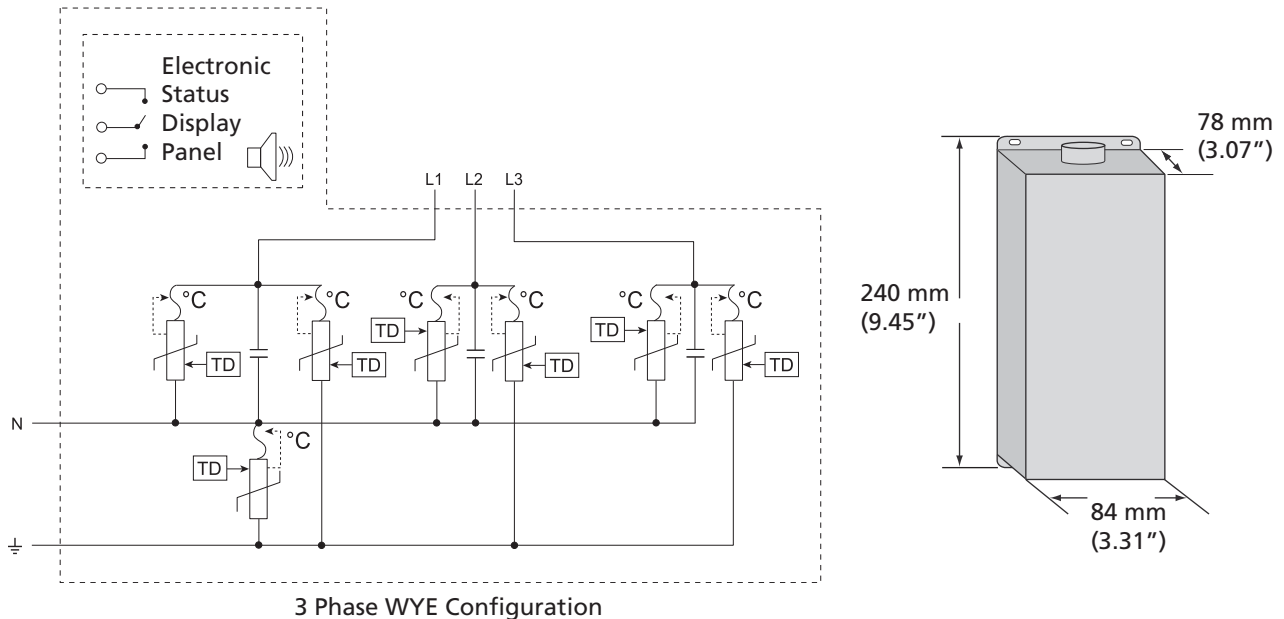 Electronic
Status
Display
Panel
L1 L2 L3
°C °C °C °C °C °C
TD TD TD TD TD TD
N
°C
TD
3 Phase WYE Configuration
78 mm
(3.07”)
240 mm
(9.45”)
84 mm
(3.31”)